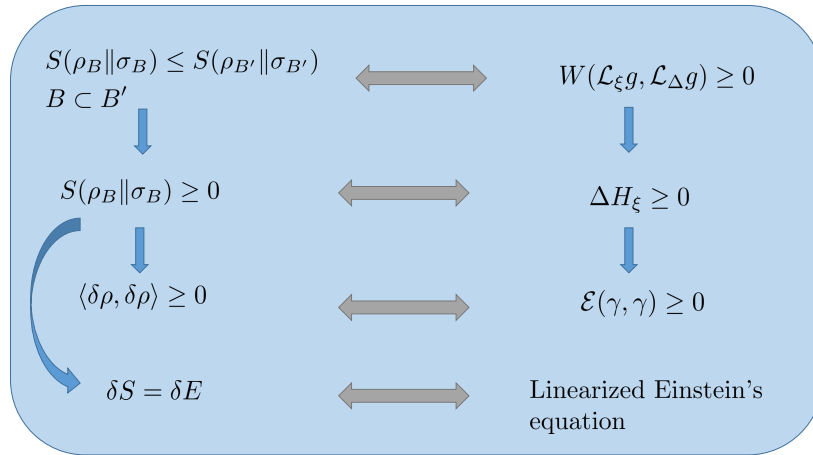 S(ρ_B‖σ_B) ≤ S(ρ_{B′}‖σ_{B′})
B ⊂ B′
W(ℒ_ξ g, ℒ_Δ g) ≥ 0
S(ρ_B‖σ_B) ≥ 0
ΔH_ξ ≥ 0
⟨δρ, δρ⟩ ≥ 0
ℰ(γ, γ) ≥ 0
δS = δE
Linearized Einstein's
equation